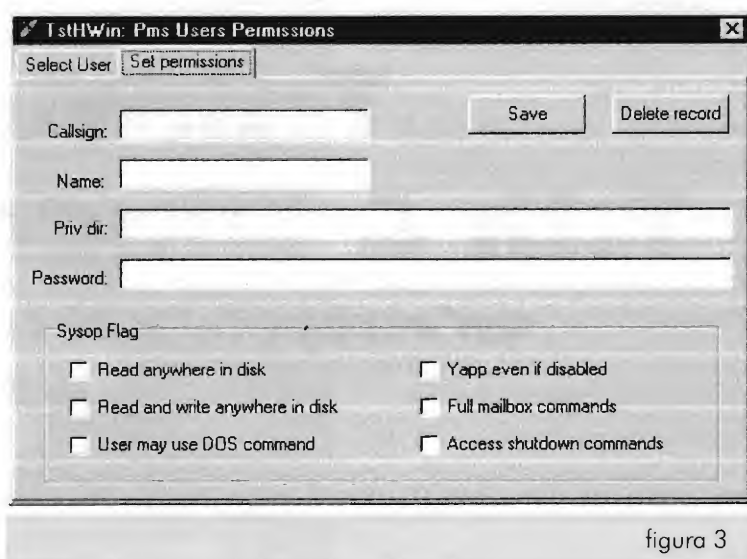 TstHWin: Pms Users Permissions
Select User Set permissions
Save Delete record
Callsign:
Name:
Priv dir:
Password:
Sysop Flag
Read anywhere in disk Yapp even if disabled
Read and write anywhere in disk Full mailbox commands
User may use DOS command Access shutdown commands
figura 3